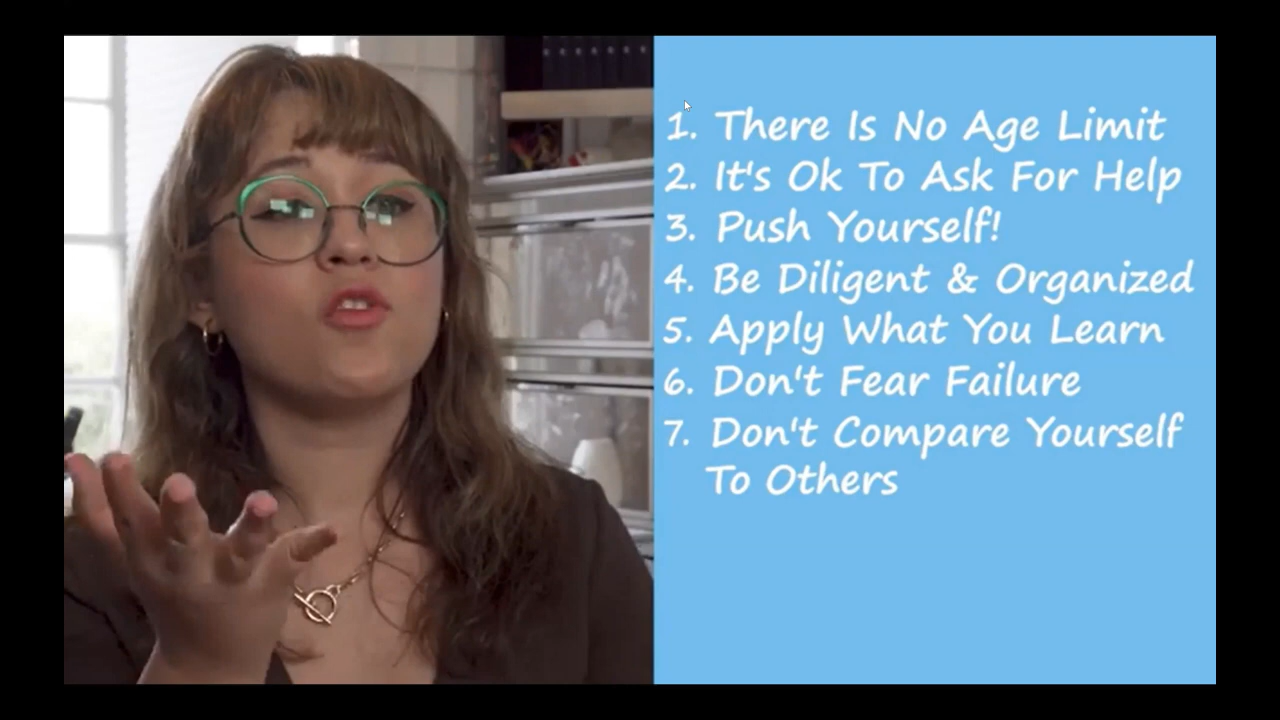 1. There Is No Age Limit
2. It's Ok To Ask For Help
3. Push Yourself!
4. Be Diligent & Organized
5. Apply What You Learn
6. Don't Fear Failure
7. Don't Compare Yourself
To Others